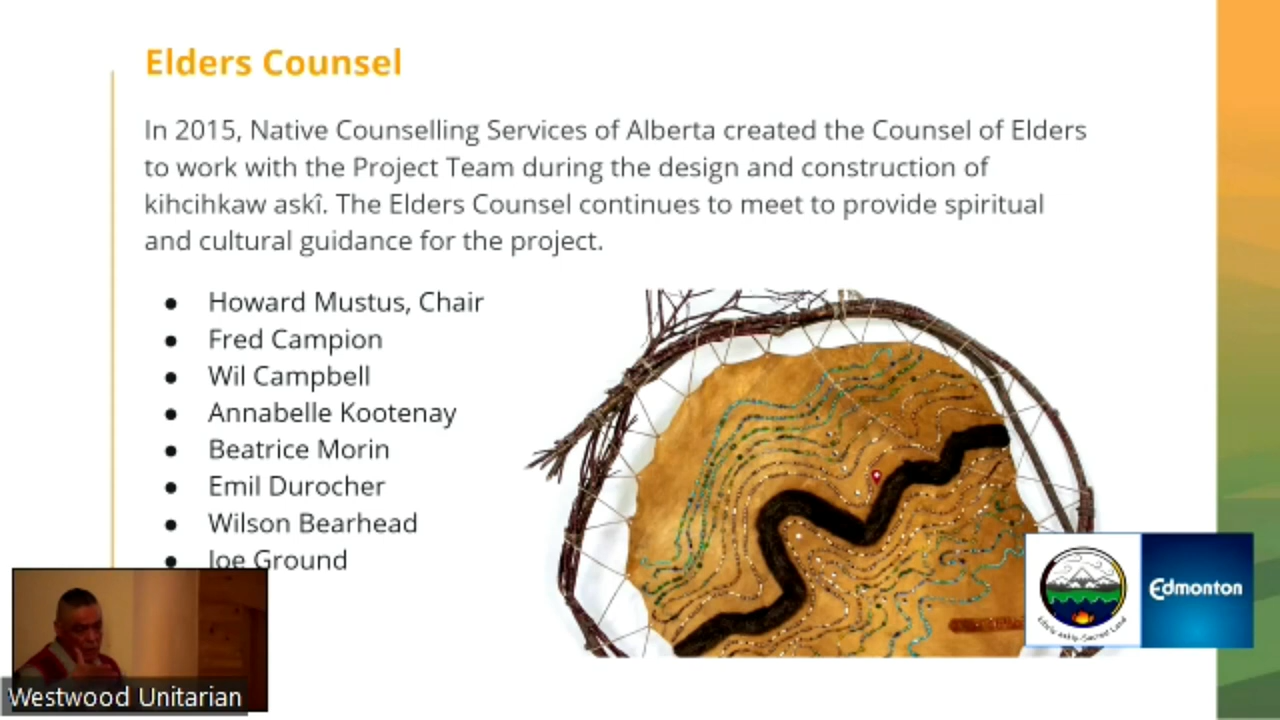 Elders Counsel
In 2015, Native Counselling Services of Alberta created the Counsel of Elders
to work with the Project Team during the design and construction of
kihcihkaw askî. The Elders Counsel continues to meet to provide spiritual
and cultural guidance for the project.
● Howard Mustus, Chair
● Fred Campion
● Wil Campbell
● Annabelle Kootenay
● Beatrice Morin
● Emil Durocher
● Wilson Bearhead
● Joe Ground
Edmonton
Sacred Land
Westwood Unitarian